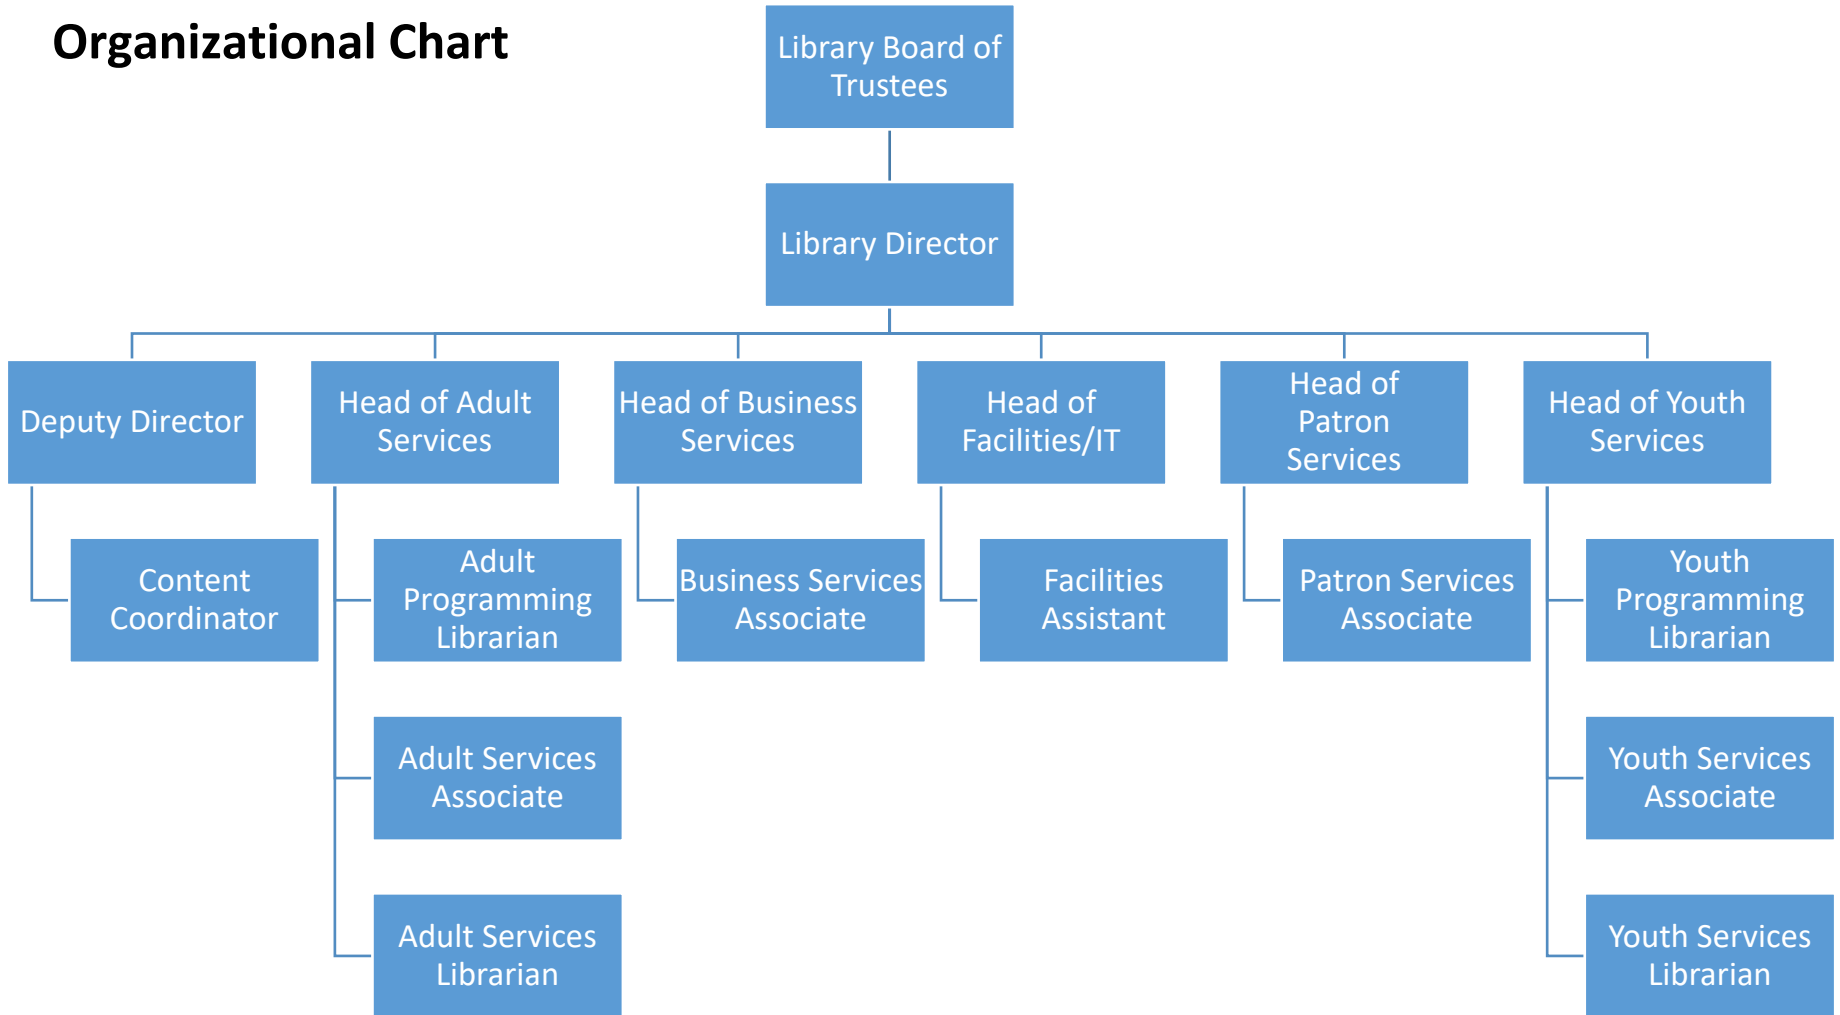 Organizational Chart
Library Board of
Trustees
Library Director
Deputy Director
Head of Adult
Services
Head of Business
Services
Head of
Facilities/IT
Head of
Patron
Services
Head of Youth
Services
Content
Coordinator
Adult
Programming
Librarian
Business Services
Associate
Facilities
Assistant
Patron Services
Associate
Youth
Programming
Librarian
Adult Services
Associate
Youth Services
Associate
Adult Services
Librarian
Youth Services
Librarian